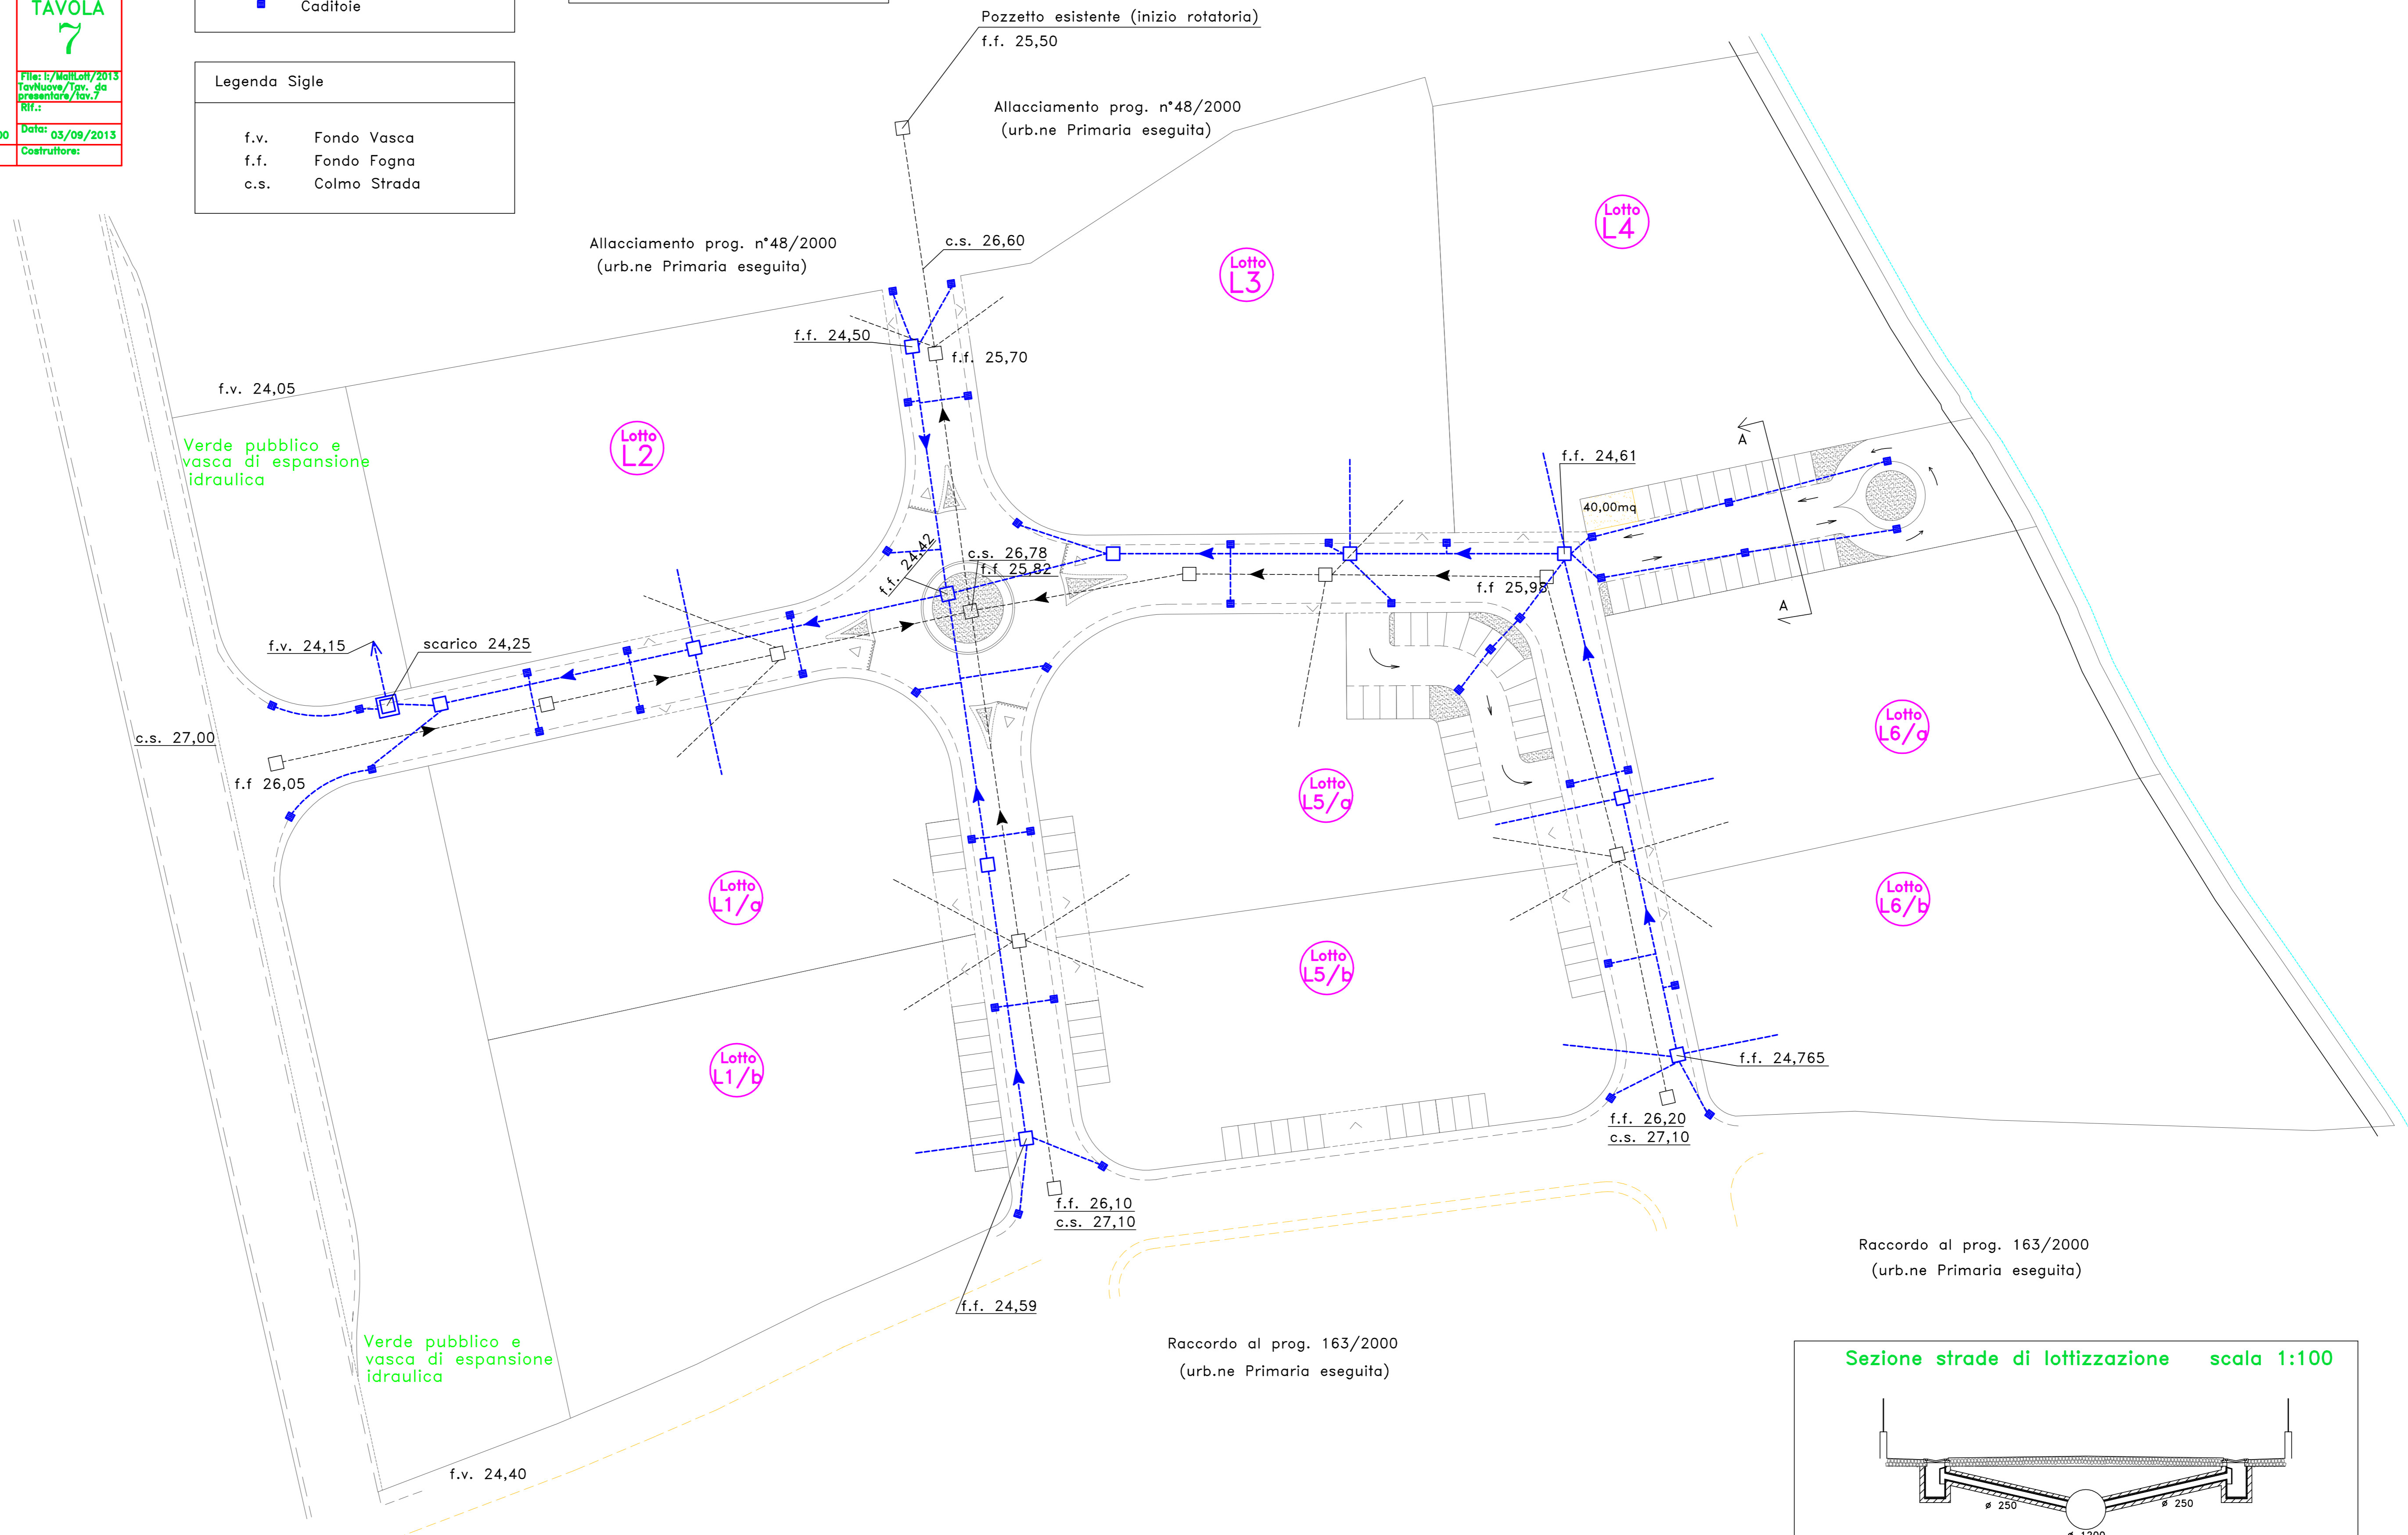 TAVOLA
7
File: I:/MattLott/2013
TavNuove/Tav. da
presentare/tav.7
Rif.:
Data: 03/09/2013
Costruttore:
Caditoie
Legenda Sigle
f.v. Fondo Vasca
f.f. Fondo Fogna
c.s. Colmo Strada
Pozzetto esistente (inizio rotatoria)
f.f. 25,50
Allacciamento prog. n°48/2000
(urb.ne Primaria eseguita)
Allacciamento prog. n°48/2000
(urb.ne Primaria eseguita)
c.s. 26,60
f.f. 24,50
f.f. 25,70
Lotto
L4
Lotto
L3
Lotto
L2
f.v. 24,05
Verde pubblico e
vasca di espansione
idraulica
A
A
f.f. 24,61
40,00mq
f.f. 24,42
c.s. 26,78
f.f 25,82
f.f 25,98
f.v. 24,15
scarico 24,25
c.s. 27,00
f.f 26,05
Lotto
L6/a
Lotto
L5/a
Lotto
L1/a
Lotto
L6/b
Lotto
L5/b
Lotto
L1/b
f.f. 24,765
f.f. 26,20
c.s. 27,10
f.f. 26,10
c.s. 27,10
f.f. 24,59
Raccordo al prog. 163/2000
(urb.ne Primaria eseguita)
Raccordo al prog. 163/2000
(urb.ne Primaria eseguita)
Verde pubblico e
vasca di espansione
idraulica
f.v. 24,40
Sezione strade di lottizzazione scala 1:100
ø 250
ø 250
ø 1200